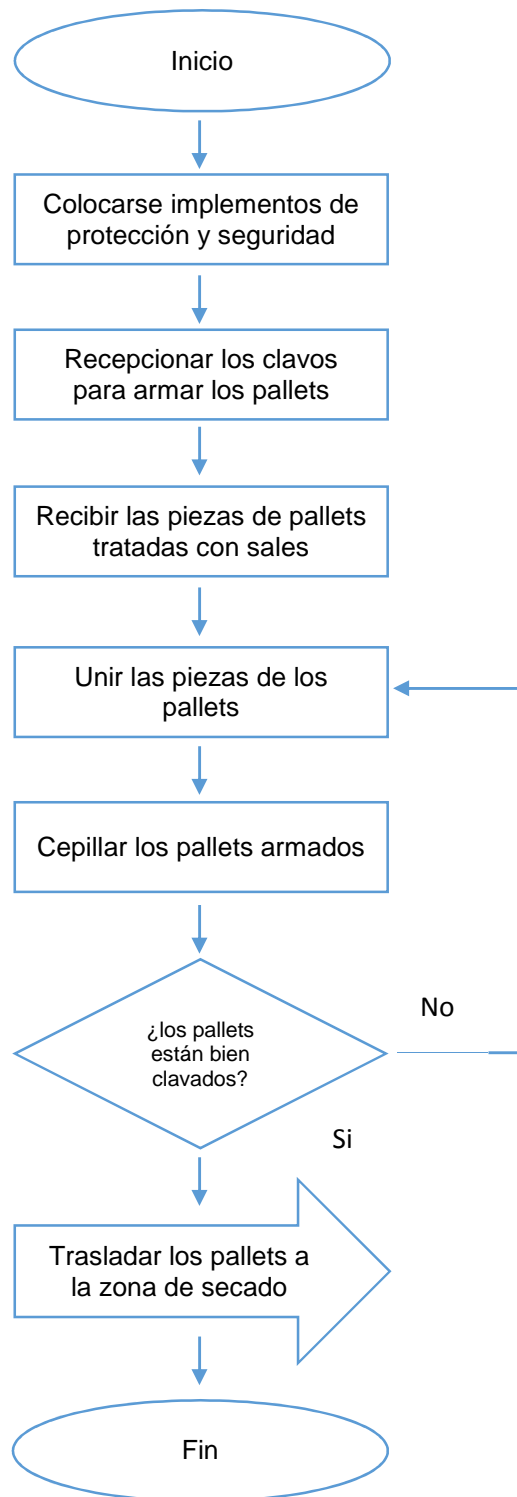 Inicio
Colocarse implementos de
protección y seguridad
Recepcionar los clavos
para armar los pallets
Recibir las piezas de pallets
tratadas con sales
Unir las piezas de los
pallets
Cepillar los pallets armados
¿los pallets
están bien
clavados?
No
Si
Trasladar los pallets a
la zona de secado
Fin